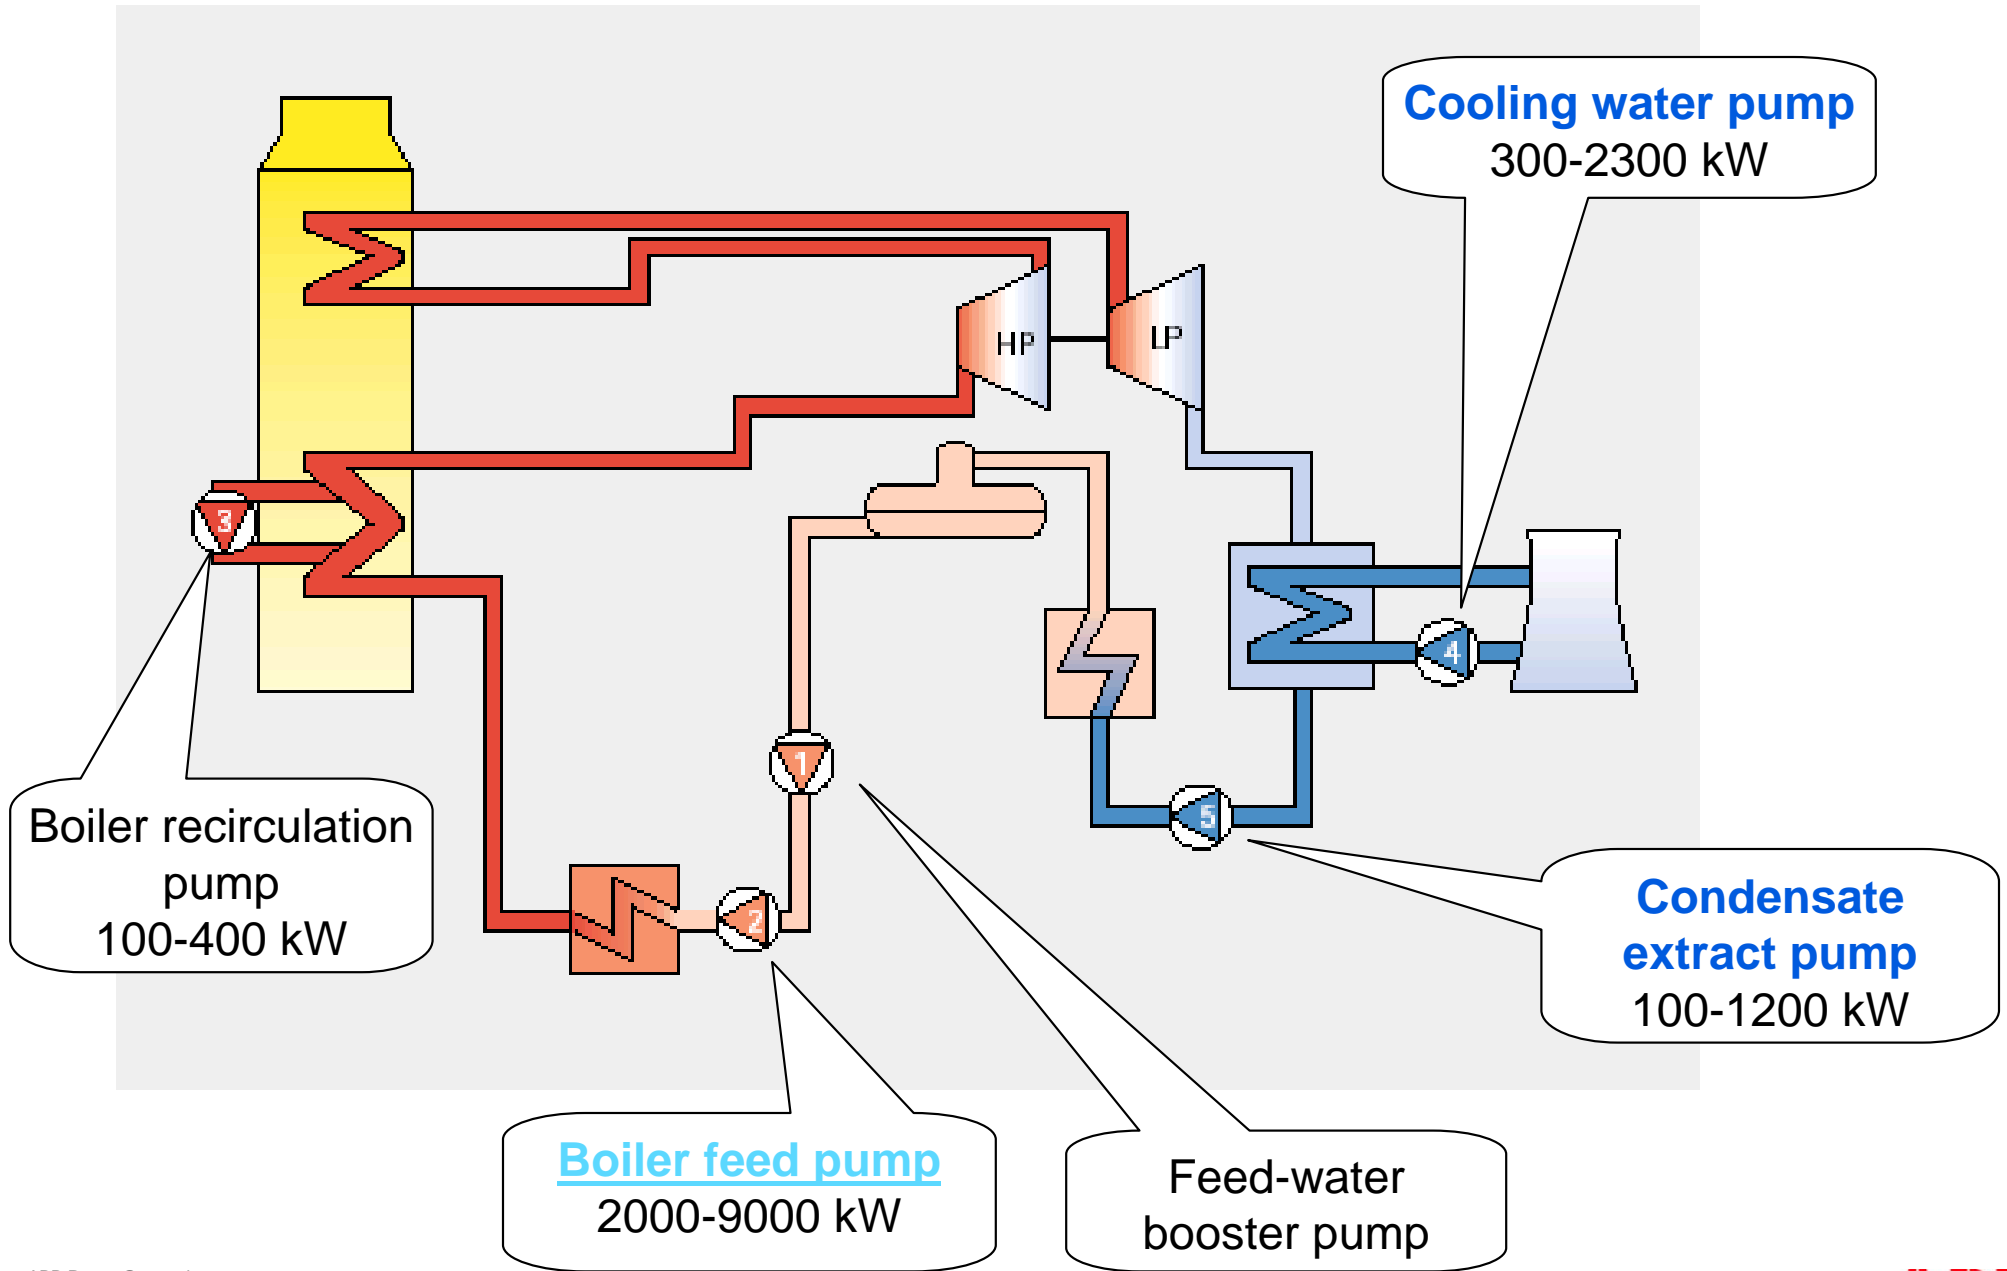 Cooling water pump
300-2300 kW
HP
LP
3
4
1
5
2
Boiler recirculation
pump
100-400 kW
Condensate
extract pump
100-1200 kW
Boiler feed pump
2000-9000 kW
Feed-water
booster pump